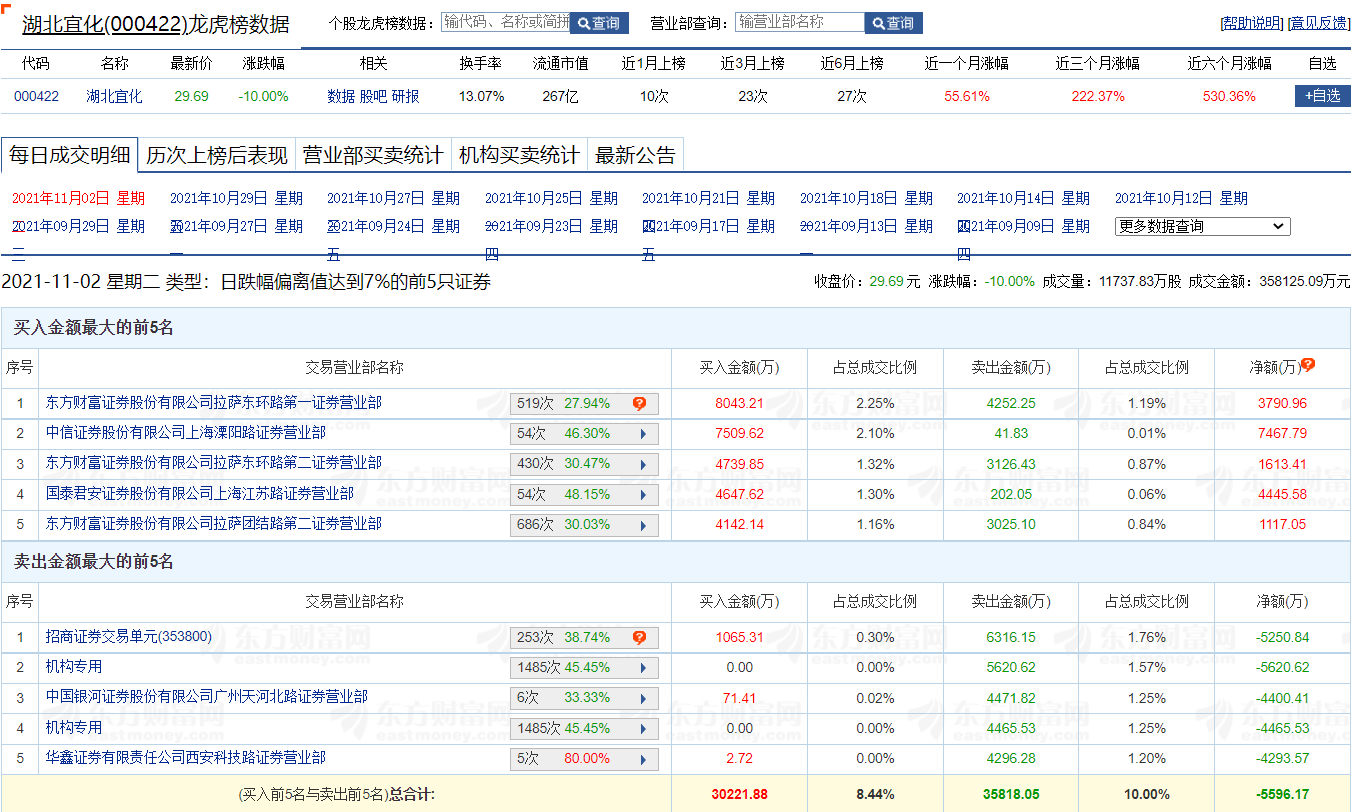 湖北宜化(000422)龙虎榜数据 个股龙虎榜数据： 输代码、名称或简拼 查询 营业部查询： 输营业部名称 查询 [帮助说明] [意见反馈]
代码 名称 最新价 涨跌幅 相关 换手率 流通市值 近1月上榜 近3月上榜 近6月上榜 近一个月涨幅 近三个月涨幅 近六个月涨幅 自选
000422 湖北宜化 29.69 -10.00% 数据 股吧 研报 13.07% 267亿 10次 23次 27次 55.61% 222.37% 530.36% +自选
每日成交明细 历次上榜后表现 营业部买卖统计 机构买卖统计 最新公告
2021年11月02日 星期 2021年10月29日 星期 2021年10月27日 星期 2021年10月25日 星期 2021年10月21日 星期 2021年10月18日 星期 2021年10月14日 星期 2021年10月12日 星期
2021年09月29日 星期 2021年09月27日 星期 2021年09月24日 星期 2021年09月23日 星期 2021年09月17日 星期 2021年09月13日 星期 2021年09月09日 星期 更多数据查询
三 一 五 四 五 一 四
2021-11-02 星期二 类型：日跌幅偏离值达到7%的前5只证券 收盘价：29.69 元 涨跌幅：-10.00% 成交量：11737.83万股 成交金额：358125.09万元
买入金额最大的前5名
序号 交易营业部名称 买入金额(万) 占总成交比例 卖出金额(万) 占总成交比例 净额(万)
1 东方财富证券股份有限公司拉萨东环路第一证券营业部 519次 27.94% 8043.21 2.25% 4252.25 1.19% 3790.96
2 中信证券股份有限公司上海溧阳路证券营业部 54次 46.30% 7509.62 2.10% 41.83 0.01% 7467.79
3 东方财富证券股份有限公司拉萨东环路第二证券营业部 430次 30.47% 4739.85 1.32% 3126.43 0.87% 1613.41
4 国泰君安证券股份有限公司上海江苏路证券营业部 54次 48.15% 4647.62 1.30% 202.05 0.06% 4445.58
5 东方财富证券股份有限公司拉萨团结路第二证券营业部 686次 30.03% 4142.14 1.16% 3025.10 0.84% 1117.05
卖出金额最大的前5名
序号 交易营业部名称 买入金额(万) 占总成交比例 卖出金额(万) 占总成交比例 净额(万)
1 招商证券交易单元(353800) 253次 38.74% 1065.31 0.30% 6316.15 1.76% -5250.84
2 机构专用 1485次 45.45% 0.00 0.00% 5620.62 1.57% -5620.62
3 中国银河证券股份有限公司广州天河北路证券营业部 6次 33.33% 71.41 0.02% 4471.82 1.25% -4400.41
4 机构专用 1485次 45.45% 0.00 0.00% 4465.53 1.25% -4465.53
5 华鑫证券有限责任公司西安科技路证券营业部 5次 80.00% 2.72 0.00% 4296.28 1.20% -4293.57
(买入前5名与卖出前5名)总合计: 30221.88 8.44% 35818.05 10.00% -5596.17